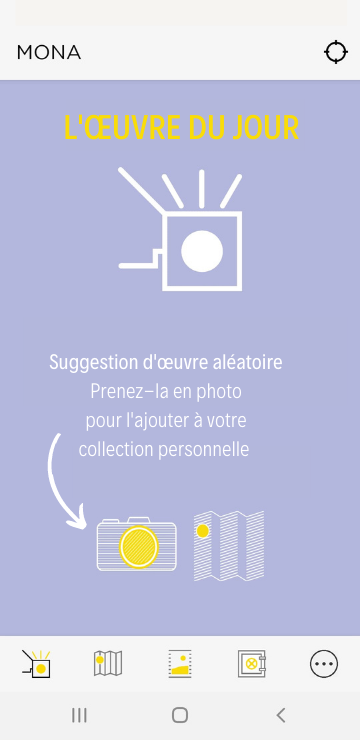 MONA
L'ŒUVRE DU JOUR
Suggestion d'œuvre aléatoire
Prenez-la en photo
pour l'ajouter à votre
collection personnelle